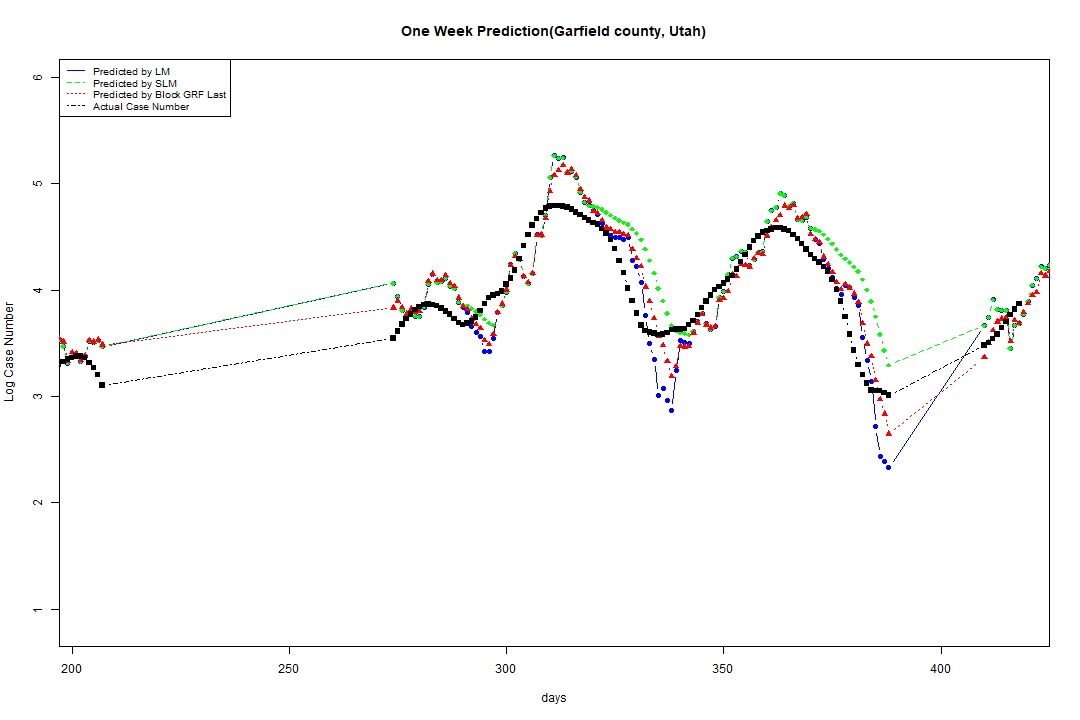 One Week Prediction(Garfield county, Utah)
Predicted by LM
Predicted by SLM
Predicted by Block GRF Last
Actual Case Number
6
5
4
3
2
1
Log Case Number
200
250
300
350
400
days